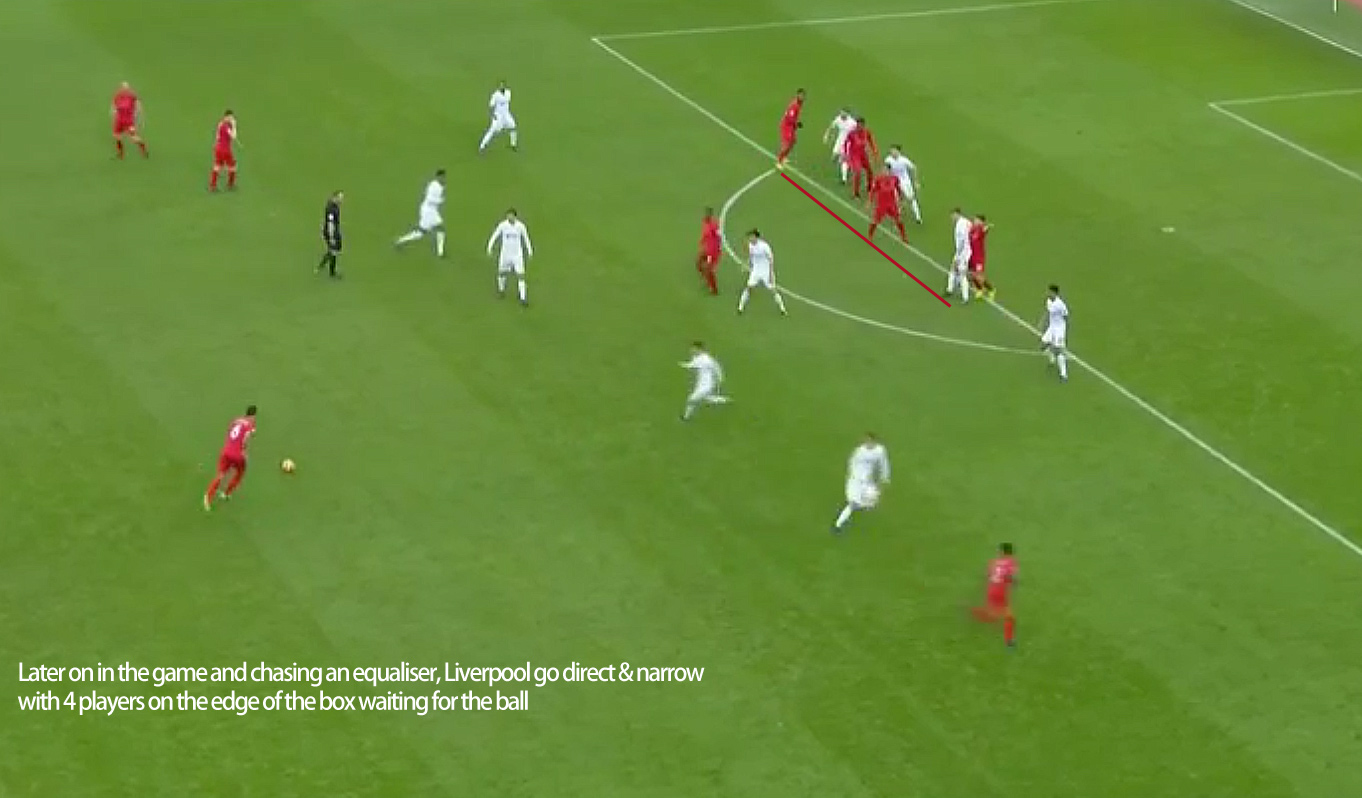 Later on in the game and chasing an equaliser, Liverpool go direct & narrow
with 4 players on the edge of the box waiting for the ball